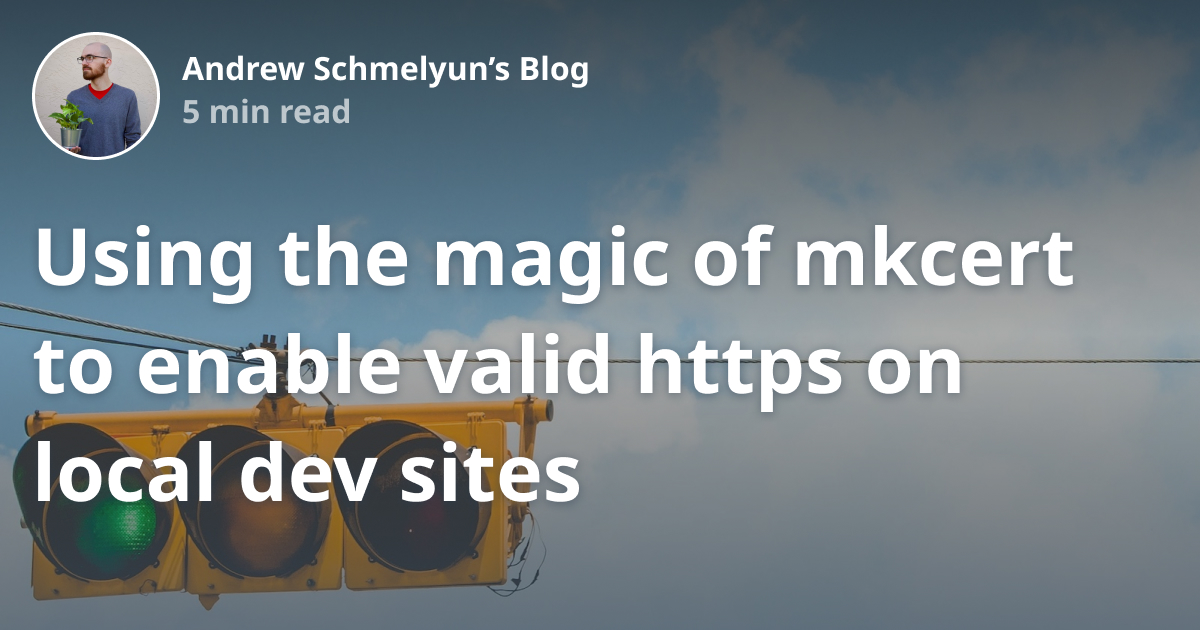 Andrew Schmelyun’s Blog
5 min read
Using the magic of mkcert
to enable valid https on
local dev sites